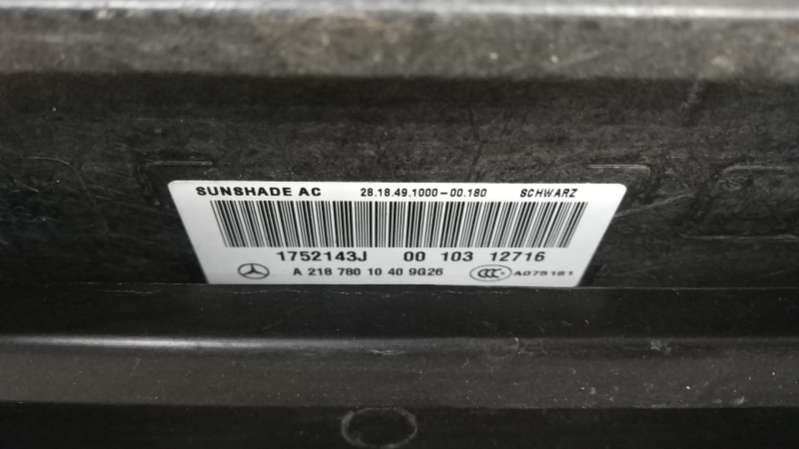 SUNSHADE AC 28.18.49.1000-00.180 SCHWARZ
1752143J 00 103 12716
A 218 780 10 40 9G26 CCC A075181